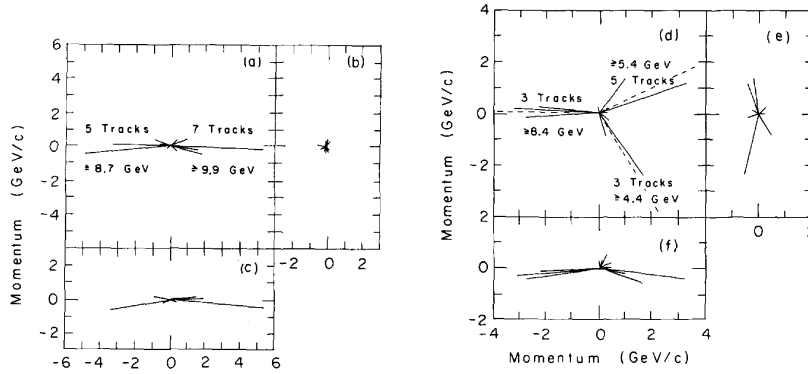 (a)
(b)
(c)
5 Tracks
7 Tracks
≥8.7 GeV
≥9.9 GeV
6
4
2
0
-2
-4
-6
-2 0 2
2
0
-2
-6 -4 -2 0 2 4 6
Momentum (GeV/c)
(d)
(e)
(f)
≥5.4 GeV
5 Tracks
3 Tracks
≥8.4 GeV
3 Tracks
≥4.4 GeV
4
2
0
-2
2
0
-2
0
-4 -2 0 2 4
Momentum (GeV/c)
Momentum (GeV/c)